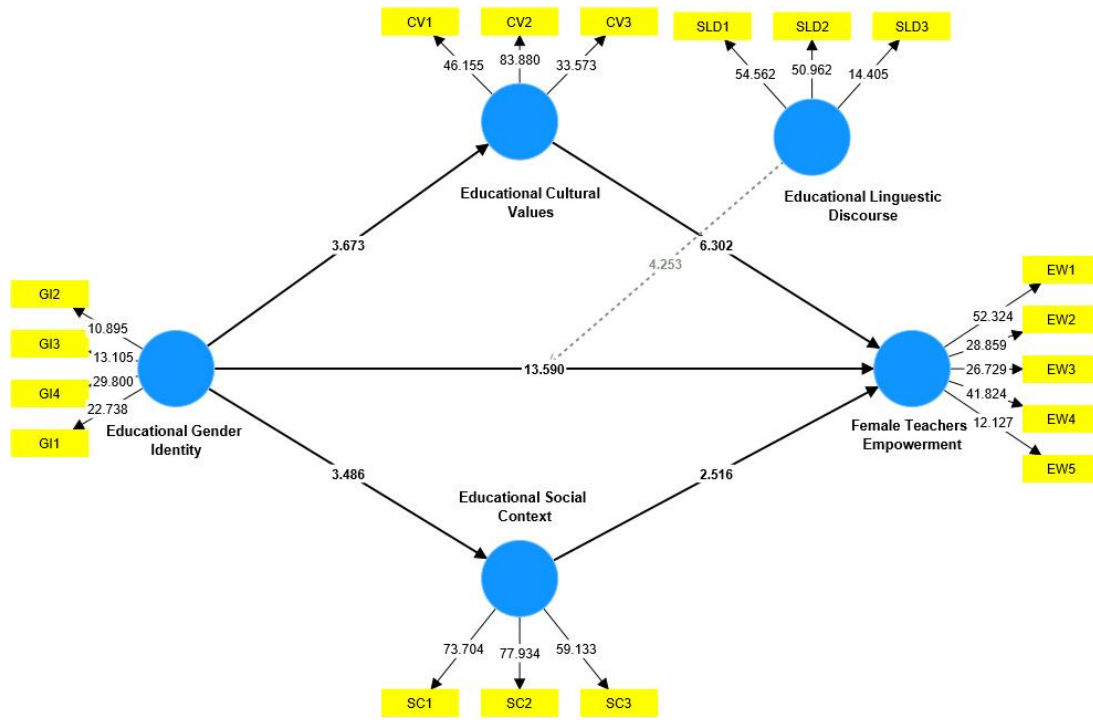 CV1
CV2
CV3
SLD1
SLD2
SLD3
46.155
83.880
33.573
54.562
50.962
14.405
Educational Cultural
Values
Educational Linguestic
Discourse
3.673
6.302
4.253
GI2
GI3
GI4
GI1
10.895
13.105
29.800
22.738
Educational Gender
Identity
13.590
EW1
EW2
EW3
EW4
EW5
52.324
28.859
26.729
41.824
12.127
Female Teachers
Empowerment
3.486
2.516
Educational Social
Context
73.704
77.934
59.133
SC1
SC2
SC3